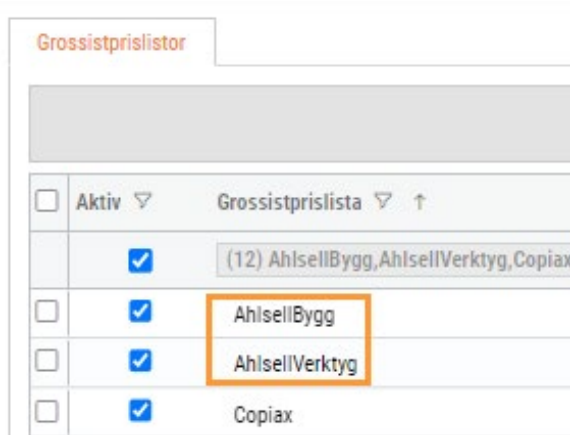 Grossistprislistor
Aktiv Grossistprislista ↑
(12) AhlsellBygg,AhlsellVerktyg,Copiax
AhlsellBygg
AhlsellVerktyg
Copiax